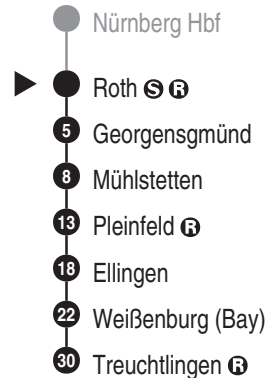 Nürnberg Hbf
Roth S R
5 Georgensgmünd
8 Mühlstetten
13 Pleinfeld R
18 Ellingen
22 Weißenburg (Bay)
30 Treuchtlingen R